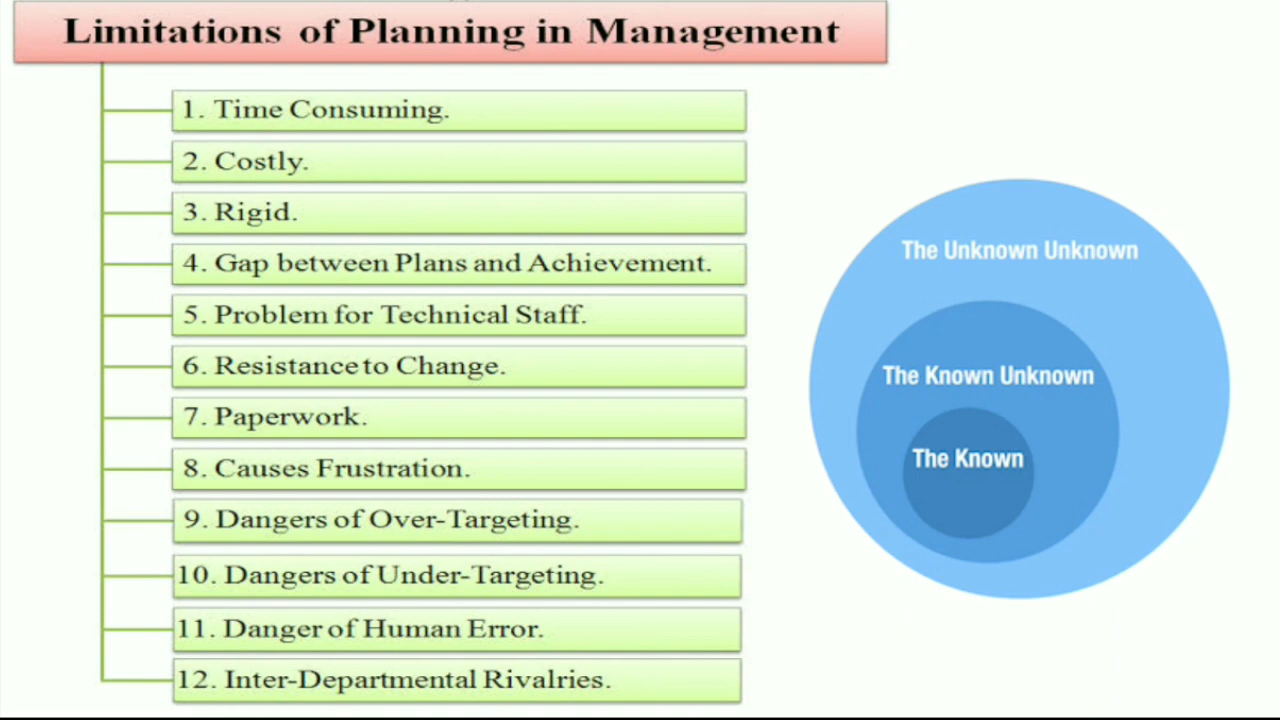 Limitations of Planning in Management
1. Time Consuming.
2. Costly.
3. Rigid.
4. Gap between Plans and Achievement.
5. Problem for Technical Staff.
6. Resistance to Change.
7. Paperwork.
8. Causes Frustration.
9. Dangers of Over-Targeting.
10. Dangers of Under-Targeting.
11. Danger of Human Error.
12. Inter-Departmental Rivalries.
The Unknown Unknown
The Known Unknown
The Known